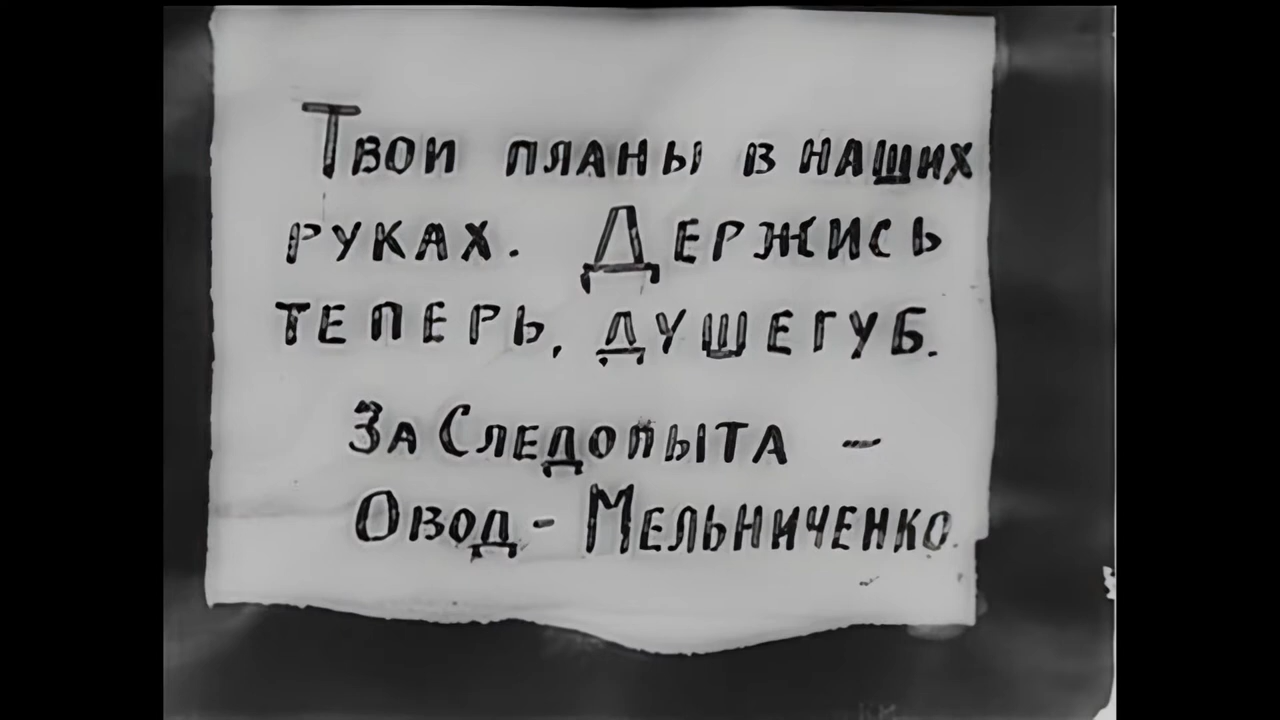 Твои планы в наших
руках. Держись
теперь, душегуб.
За Следопыта –
Овод - Мельниченко.